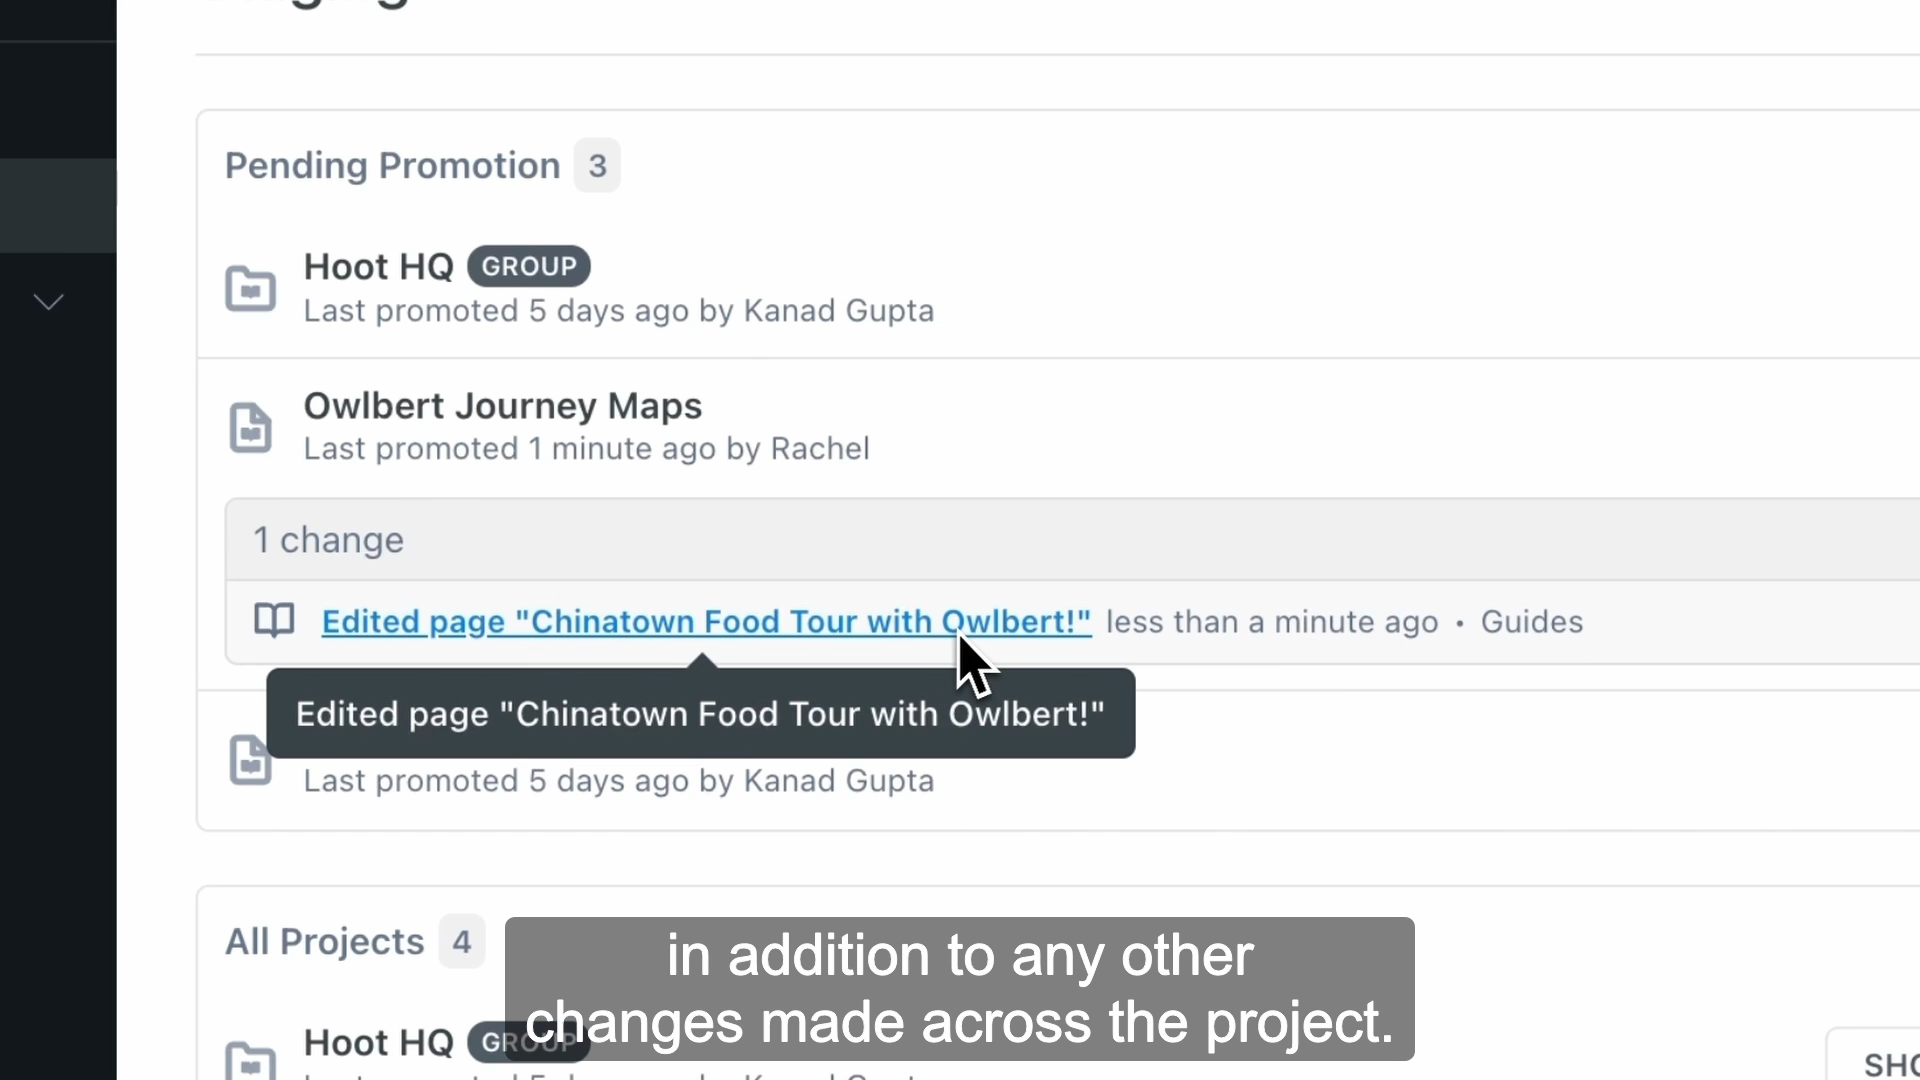 Pending Promotion 3
Hoot HQ GROUP
Last promoted 5 days ago by Kanad Gupta
Owlbert Journey Maps
Last promoted 1 minute ago by Rachel
1 change
Edited page "Chinatown Food Tour with Owlbert!" less than a minute ago • Guides
Edited page "Chinatown Food Tour with Owlbert!"
Last promoted 5 days ago by Kanad Gupta
All Projects 4
in addition to any other
changes made across the project.
Hoot HQ GROUP